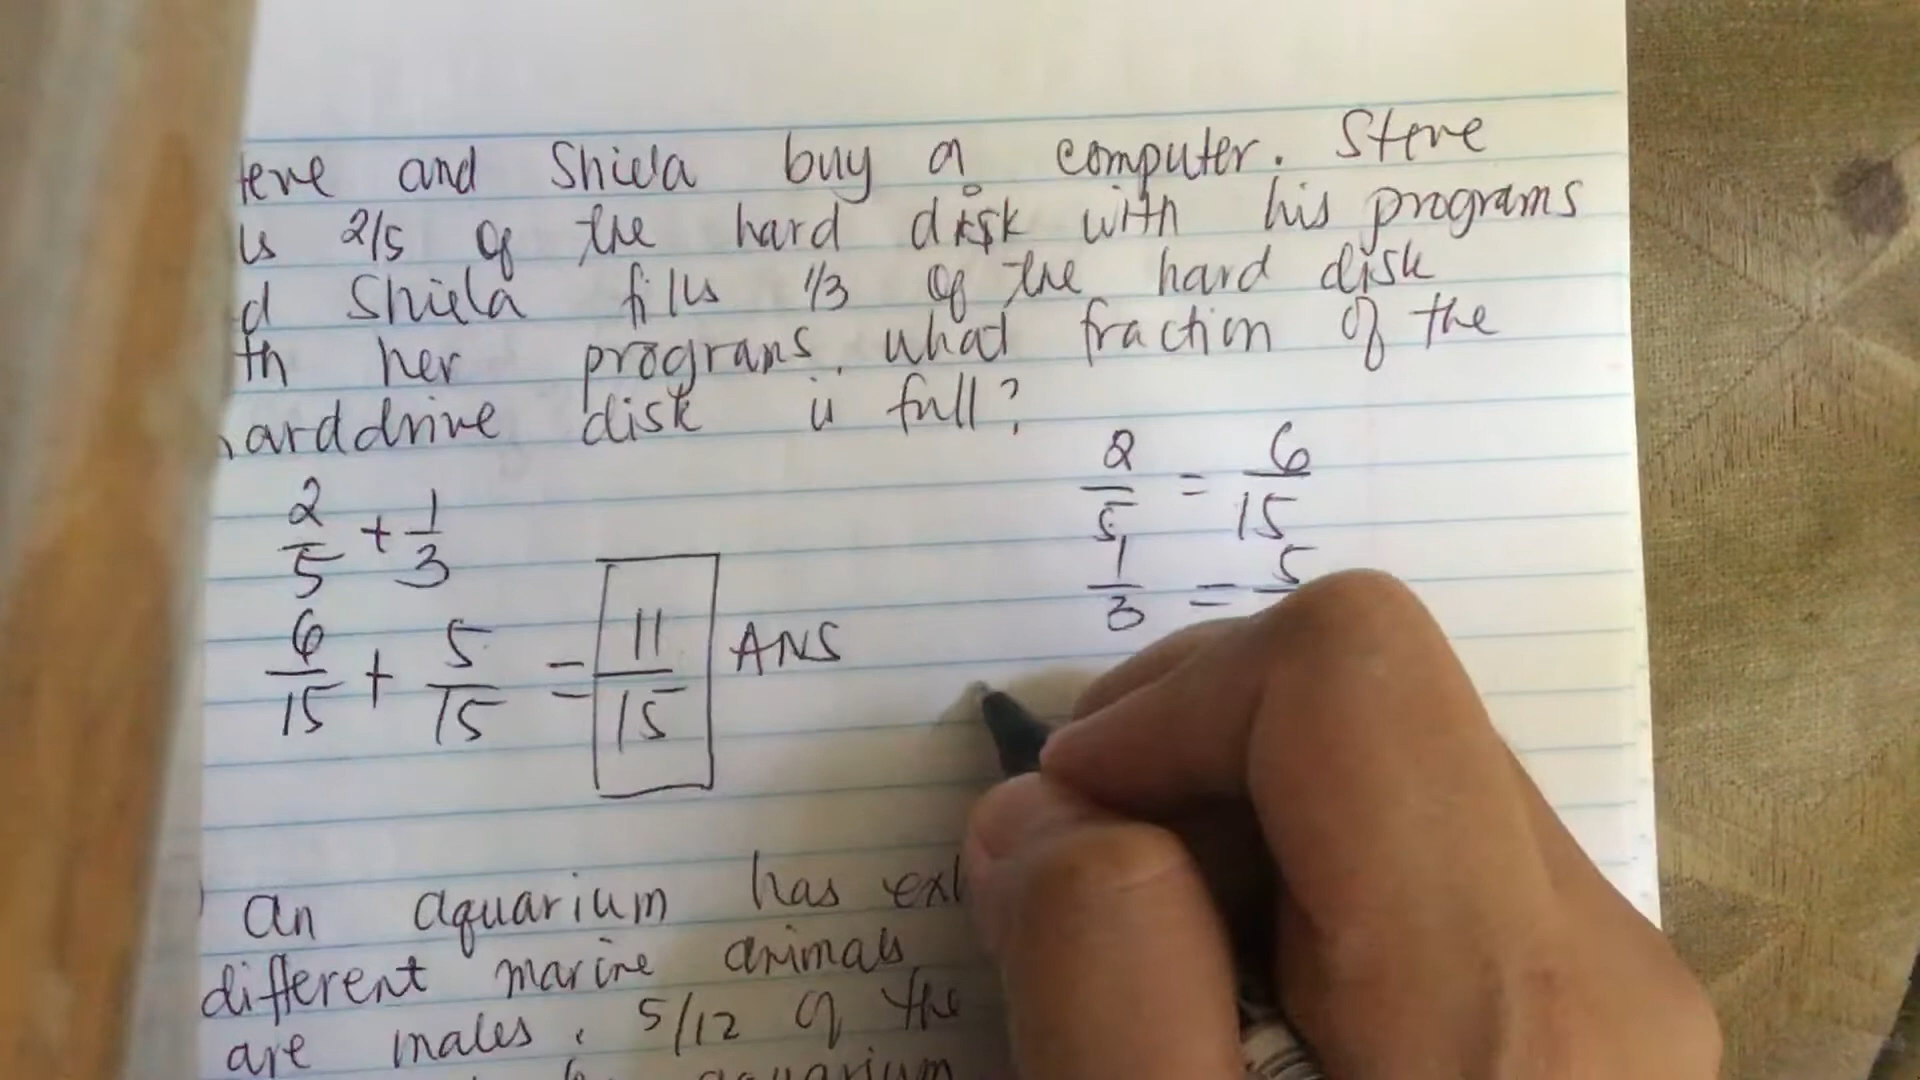 teve and Shiela buy a computer. Steve
ls 2/5 of the hard disk with his programs
d Shiela fills 1/3 of the hard disk
th her programs. what fraction of the
harddrive disk is full?
2/5 + 1/3
6/15 + 5/15 = 11/15 ANS
2/5 = 6/15
1/3 = 5
An aquarium has
different marine animals
are males. 5/12 of the
aquarium